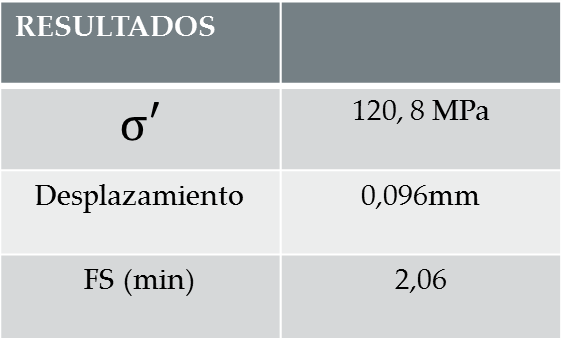 RESULTADOS
σ′ 120, 8 MPa
Desplazamiento 0,096mm
FS (min) 2,06